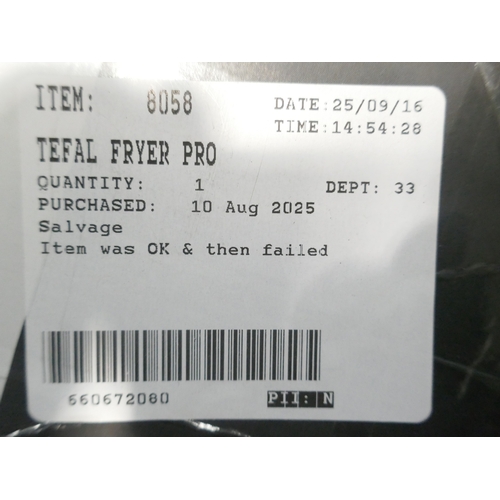 ITEM: 8058 DATE:25/09/16
TIME:14:54:28
TEFAL FRYER PRO
QUANTITY: 1 DEPT: 33
PURCHASED: 10 Aug 2025
Salvage
Item was OK & then failed
660672080 PII: N